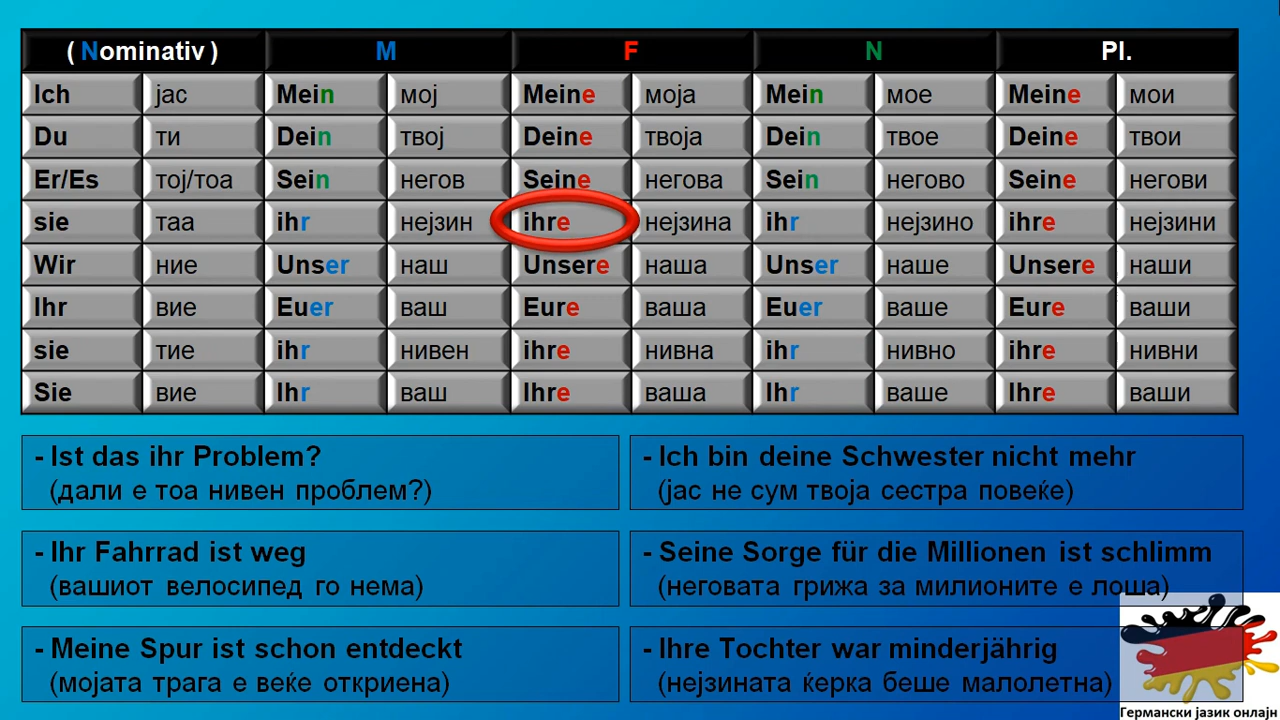 ( Nominativ ) M F N Pl.
Ich јас Mein мој Meine моја Mein мое Meine мои
Du ти Dein твој Deine твоја Dein твое Deine твои
Er/Es тој/тоа Sein негов Seine негова Sein негово Seine негови
sie таа ihr нејзин ihre нејзина ihr нејзино ihre нејзини
Wir ние Unser наш Unsere наша Unser наше Unsere наши
Ihr вие Euer ваш Eure ваша Euer ваше Eure ваши
sie тие ihr нивен ihre нивна ihr нивно ihre нивни
Sie вие Ihr ваш Ihre ваша Ihr ваше Ihre ваши
- Ist das ihr Problem?
(дали е тоа нивен проблем?)
- Ich bin deine Schwester nicht mehr
(јас не сум твоја сестра повеќе)
- Ihr Fahrrad ist weg
(вашиот велосипед го нема)
- Seine Sorge für die Millionen ist schlimm
(неговата грижа за милионите е лоша)
- Meine Spur ist schon entdeckt
(мојата трага е веќе откриена)
- Ihre Tochter war minderjährig
(нејзината ќерка беше малолетна)
Германски јазик онлајн